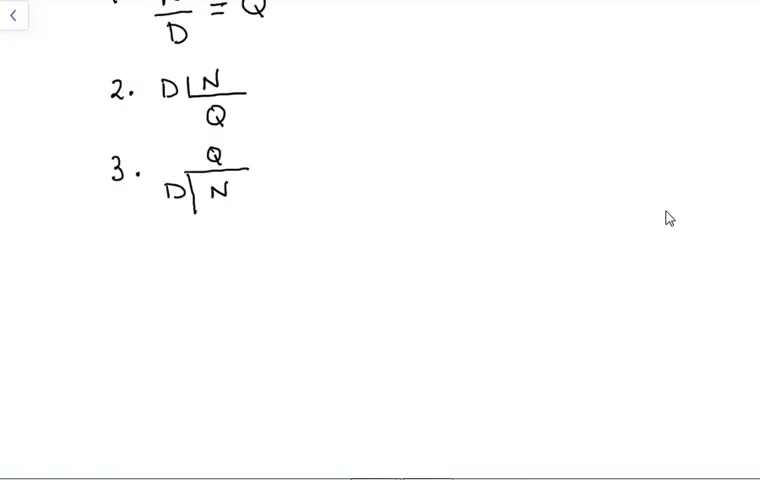 D = Q
2. D N
Q
3. Q
D N